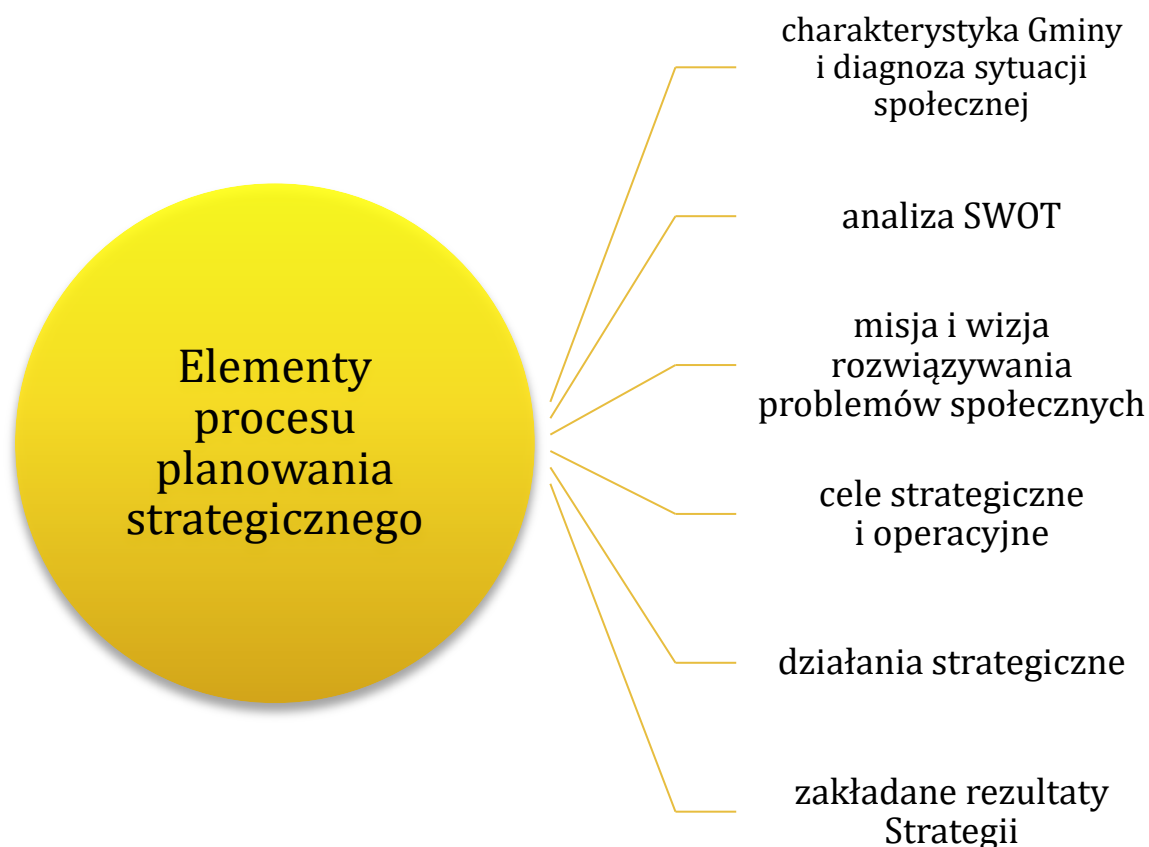 Elementy
procesu
planowania
strategicznego
charakterystyka Gminy
i diagnoza sytuacji
społecznej
analiza SWOT
misja i wizja
rozwiązywania
problemów społecznych
cele strategiczne
i operacyjne
działania strategiczne
zakładane rezultaty
Strategii